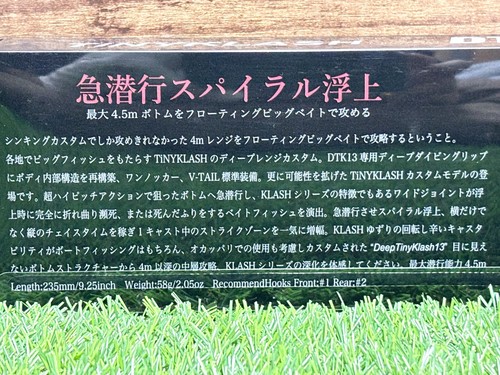 急潜行スパイラル浮上
最大4.5mボトムをフローティングビッグベイトで攻める
シンキングカスタムでしか攻めきれなかった4mレンジをフローティングビッグベイトで攻略するということ。
各地でビッグフィッシュをもたらすTiNYKLASHのディープレンジカスタム。DTK13専用ディープダイビングリップ
にボディ内部構造を再構築、ワンノッカー、V-TAIL標準装備。更に可能性を拡げたTiNYKLASHカスタムモデルの
登場です。超ハイピッチアクションで狙ったボトムへ急潜行し、KLASHシリーズの特徴でもあるワイドジョイントが浮
上時に完全に折れ曲り瀕死、または死んだふりをするベイトフィッシュを演出。急潜行させスパイラル浮上、横だけで
なく縦のチェイスタイムを稼ぎ1キャスト中のストライクゾーンを一気に増幅。KLASHゆずりの回転し辛いキャスタ
ビリティがボートフィッシングはもちろん、オカッパリでの使用も考慮しカスタムされた"DeepTinyKlash13" 目に見え
ないボトムストラクチャーから4m以深の中層攻略、KLASHシリーズの深化を体感してください。最大潜行能力4.5m
Length:235mm/9.25inch Weight:58g/2.05oz RecommendHooks Front:#1 Rear:#2